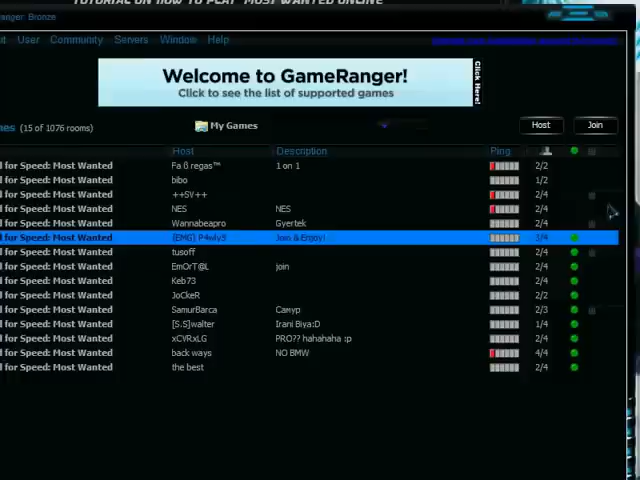 TUTORIAL ON HOW TO PLAY MOST WANTED ONLINE
anger: Bronze
ut User Community Servers Window Help
Welcome to GameRanger!
Click to see the list of supported games
Click Here!
mes (15 of 1076 rooms) My Games Host Join
Host Description Ping
d for Speed: Most Wanted Fa ß regas™ 1 on 1 2/2
d for Speed: Most Wanted bibo 1/2
d for Speed: Most Wanted ++SV++ 2/4
d for Speed: Most Wanted NES NES 2/4
d for Speed: Most Wanted Wannabeapro Gyertek 2/4
d for Speed: Most Wanted (EMG) P4wly5 Join & Enjoy! 3/4
d for Speed: Most Wanted tusoff 2/4
d for Speed: Most Wanted EmOrT@L join 2/4
d for Speed: Most Wanted Keb73 2/4
d for Speed: Most Wanted JoCkeR 2/2
d for Speed: Most Wanted SamurBarca Самур 2/3
d for Speed: Most Wanted [S.S]walter Irani Biya:D 1/4
d for Speed: Most Wanted xCVRxLG PRO?? hahahaha :p 2/4
d for Speed: Most Wanted back ways NO BMW 4/4
d for Speed: Most Wanted the best 2/4